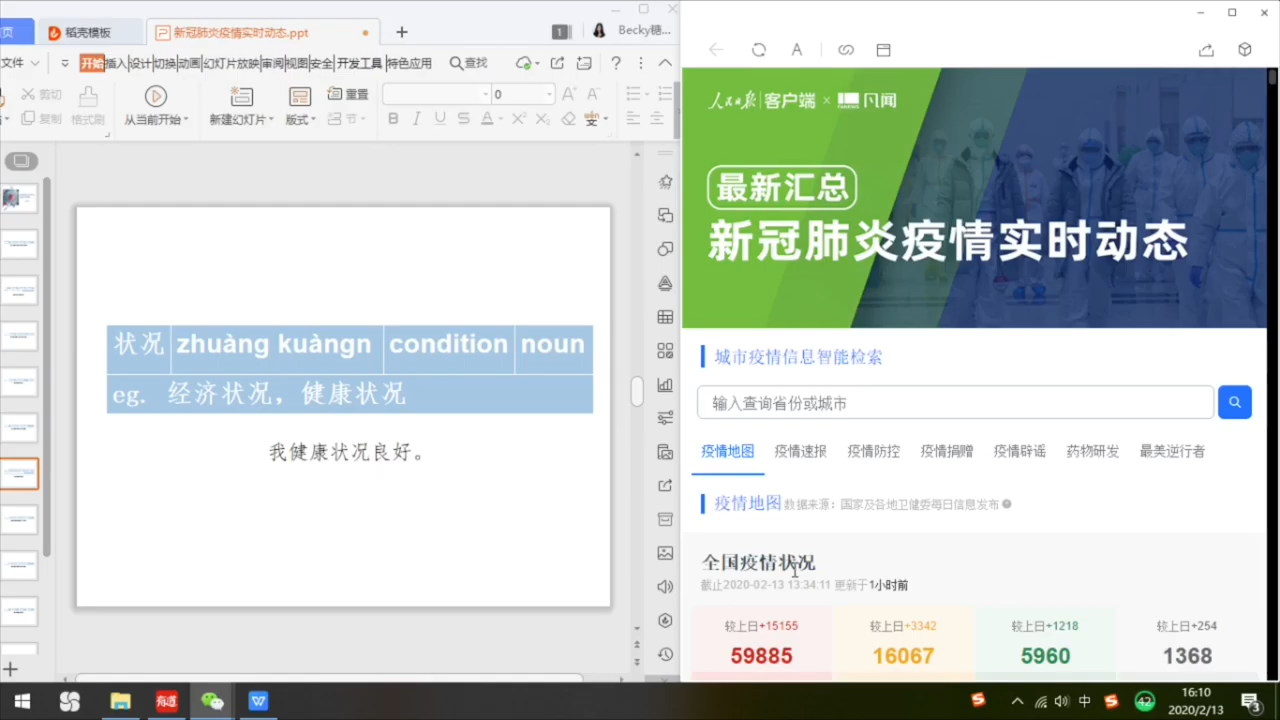 稻壳模板
新冠肺炎疫情实时动态.ppt
1
Becky糖...
文件
开始 插入 设计 切换 动画 幻灯片放映 审阅 视图 安全 开发工具 特色应用
查找
剪切
复制
格式刷
从当前开始
新建幻灯片
版式
重置
节
0
状况 zhuàng kuàngn condition noun
eg. 经济状况，健康状况
我健康状况良好。
人民日报 客户端 × 凡闻
最新汇总
新冠肺炎疫情实时动态
城市疫情信息智能检索
输入查询省份或城市
疫情地图 疫情速报 疫情防控 疫情捐赠 疫情辟谣 药物研发 最美逆行者
疫情地图 数据来源：国家及各地卫健委每日信息发布
全国疫情状况
截止2020-02-13 13:34:11 更新于1小时前
较上日+15155 较上日+3342 较上日+1218 较上日+254
59885 16067 5960 1368
有道
中
42
16:10
2020/2/13
3